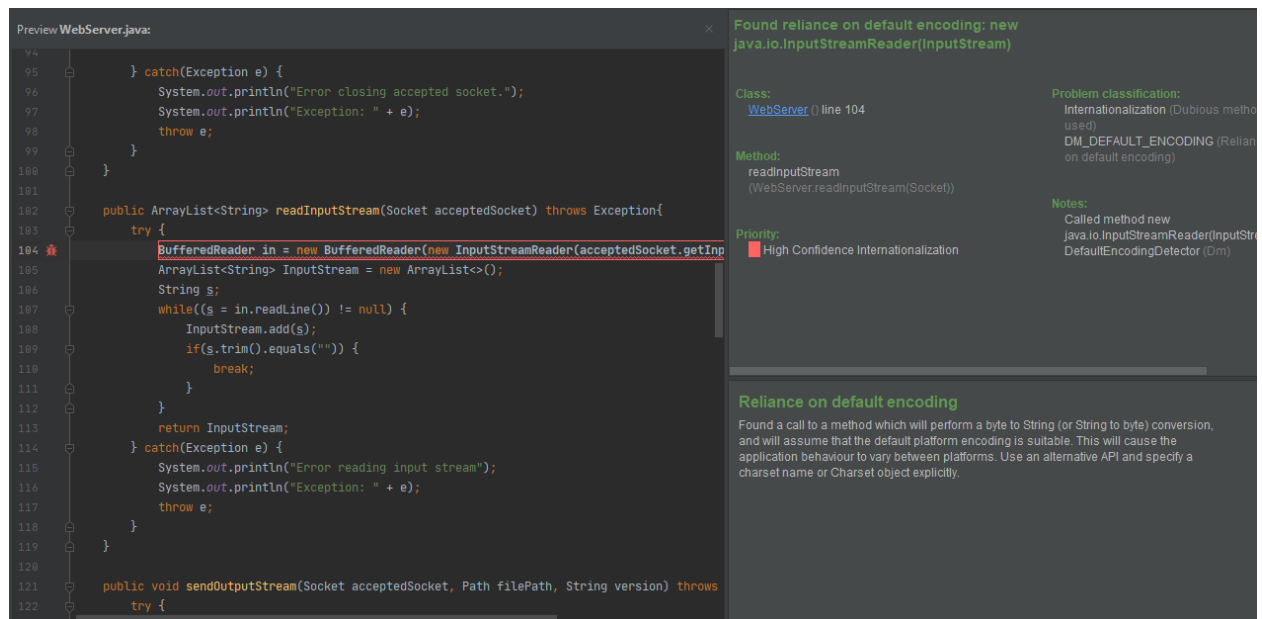 Preview WebServer.java:
94
95 } catch(Exception e) {
96 System.out.println("Error closing accepted socket.");
97 System.out.println("Exception: " + e);
98 throw e;
99 }
100 }
101
102 public ArrayList<String> readInputStream(Socket acceptedSocket) throws Exception{
103 try {
104 BufferedReader in = new BufferedReader(new InputStreamReader(acceptedSocket.getInp
105 ArrayList<String> InputStream = new ArrayList<>();
106 String s;
107 while((s = in.readLine()) != null) {
108 InputStream.add(s);
109 if(s.trim().equals("")) {
110 break;
111 }
112 }
113 return InputStream;
114 } catch(Exception e) {
115 System.out.println("Error reading input stream");
116 System.out.println("Exception: " + e);
117 throw e;
118 }
119 }
120
121 public void sendOutputStream(Socket acceptedSocket, Path filePath, String version) throws
122 try {
Found reliance on default encoding: new
java.io.InputStreamReader(InputStream)
Class:
WebServer () line 104
Method:
readInputStream
(WebServer.readInputStream(Socket))
Priority:
High Confidence Internationalization
Problem classification:
Internationalization (Dubious metho
used)
DM_DEFAULT_ENCODING (Relian
on default encoding)
Notes:
Called method new
java.io.InputStreamReader(InputStre
DefaultEncodingDetector (Dm)
Reliance on default encoding
Found a call to a method which will perform a byte to String (or String to byte) conversion,
and will assume that the default platform encoding is suitable. This will cause the
application behaviour to vary between platforms. Use an alternative API and specify a
charset name or Charset object explicitly.